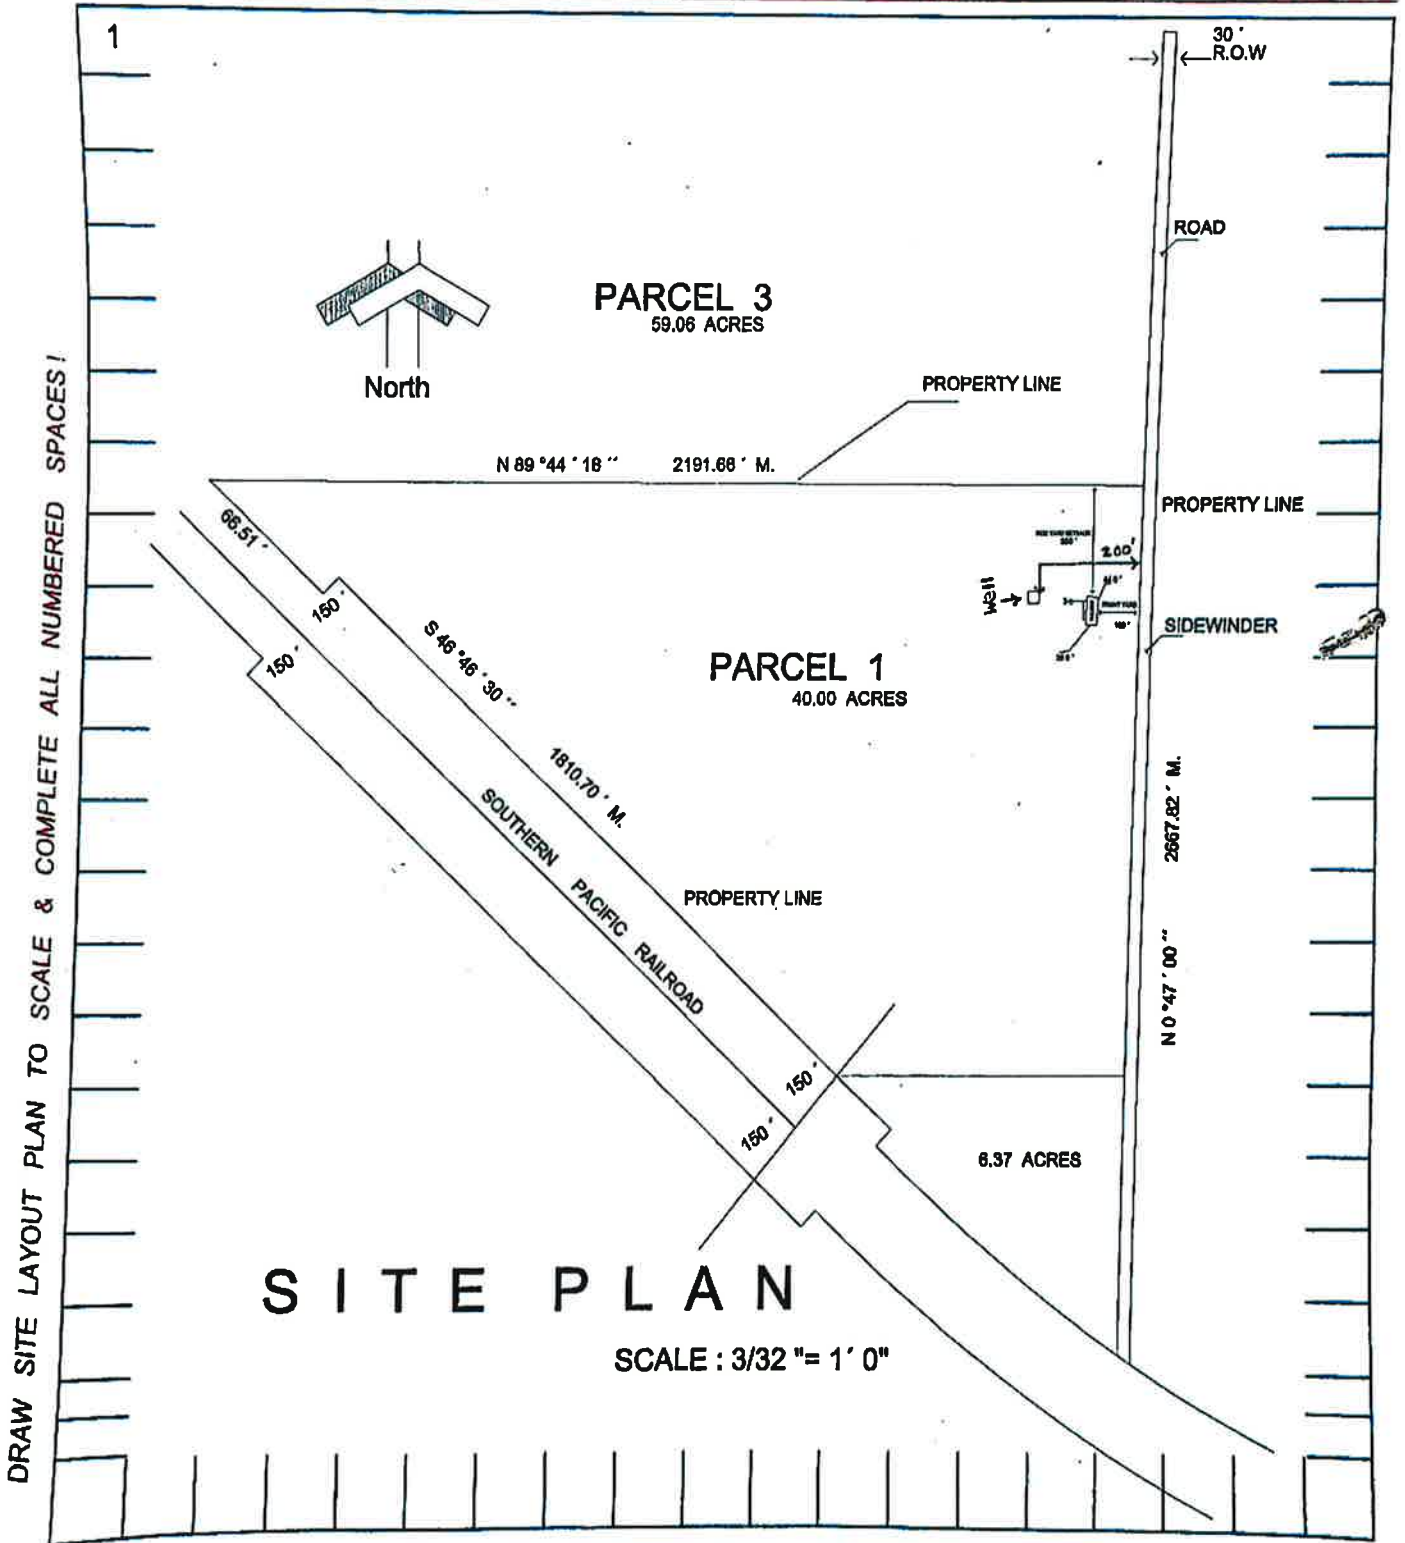 1
30 '
R.O.W
ROAD
PARCEL 3
59.06 ACRES
North
PROPERTY LINE
N 89 °44 ' 16 '' 2191.66 ' M.
PROPERTY LINE
66.51 '
200'
Well
150 '
150 '
S 46 °46 ' 30 ''
SIDEWINDER
PARCEL 1
40.00 ACRES
1810.70 ' M.
2667.82 ' M.
SOUTHERN PACIFIC RAILROAD
PROPERTY LINE
N 0 °47 ' 00 ''
150 '
150 '
6.37 ACRES
SITE PLAN
SCALE : 3/32 "= 1' 0"
DRAW SITE LAYOUT PLAN TO SCALE & COMPLETE ALL NUMBERED SPACES !